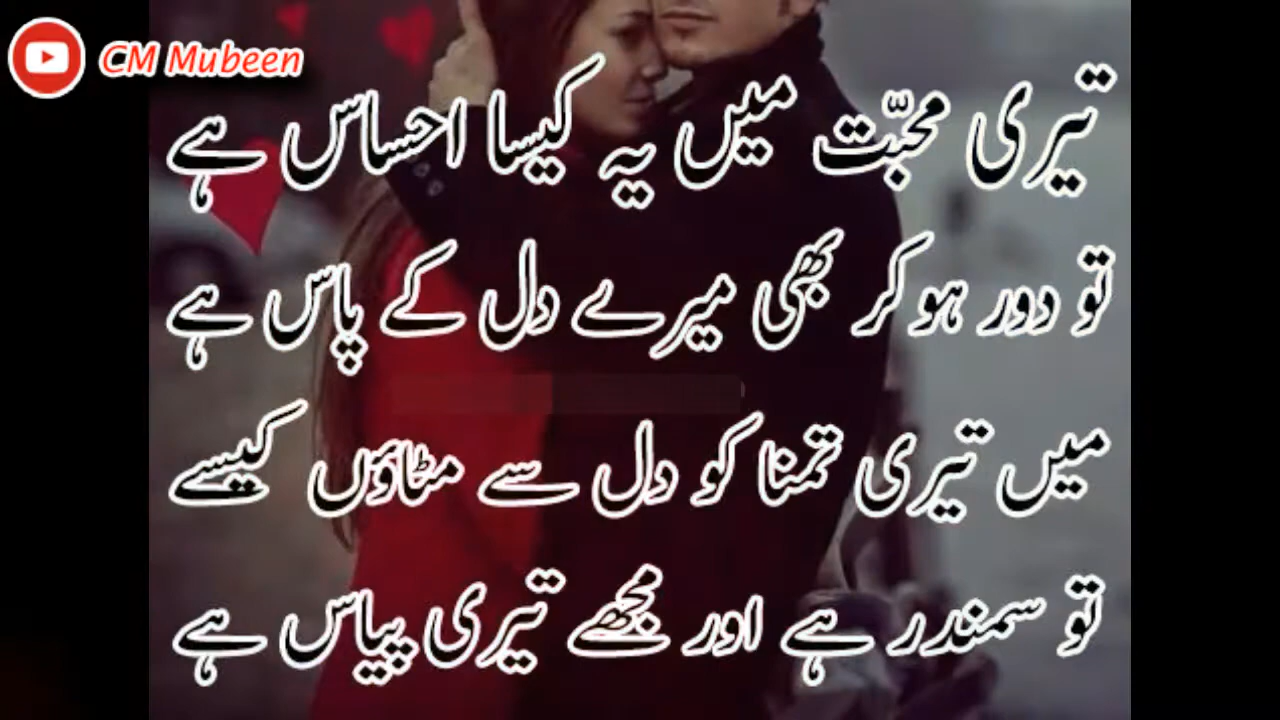 CM Mubeen
تیری محبّت میں یہ کیسا احساس ہے
تو دور ہو کر بھی میرے دل کے پاس ہے
میں تیری تمنا کو دل سے مٹاؤں کیسے
تو سمندر ہے اور مجھے تیری پیاس ہے